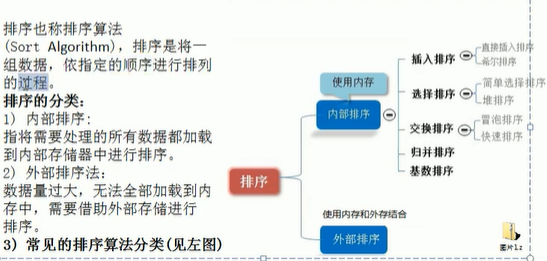 排序也称排序算法
(Sort Algorithm)，排序是将一
组数据，依指定的顺序进行排列
的过程。
排序的分类：
1) 内部排序：
指将需要处理的所有数据都加载
到内部存储器中进行排序。
2) 外部排序法：
数据量过大，无法全部加载到内
存中，需要借助外部存储进行
排序。
3) 常见的排序算法分类(见左图)
排序
使用内存
内部排序
插入排序
直接插入排序
希尔排序
选择排序
简单选择排序
堆排序
交换排序
冒泡排序
快速排序
归并排序
基数排序
使用内存和外存结合
外部排序